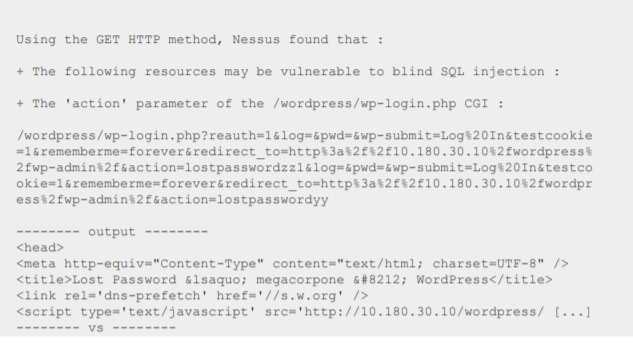 Using the GET HTTP method, Nessus found that :
+ The following resources may be vulnerable to blind SQL injection :
+ The 'action' parameter of the /wordpress/wp-login.php CGI :
/wordpress/wp-login.php?reauth=1&log=&pwd=&wp-submit=Log%20In&testcookie
=1&rememberme=forever&redirect_to=http%3a%2f%2f10.180.30.10%2fwordpress%
2fwp-admin%2f&action=lostpasswordzzl&log=&pwd=&wp-submit=Log%20In&testco
okie=1&rememberme=forever&redirect_to=http%3a%2f%2f10.180.30.10%2fwordpr
ess%2fwp-admin%2f&action=lostpasswordyy
-------- output --------
<head>
<meta http-equiv="Content-Type" content="text/html; charset=UTF-8" />
<title>Lost Password &lsaquo; megacorpone &#8212; WordPress</title>
<link rel='dns-prefetch' href='//s.w.org' />
<script type='text/javascript' src='http://10.180.30.10/wordpress/ [...]
-------- vs --------